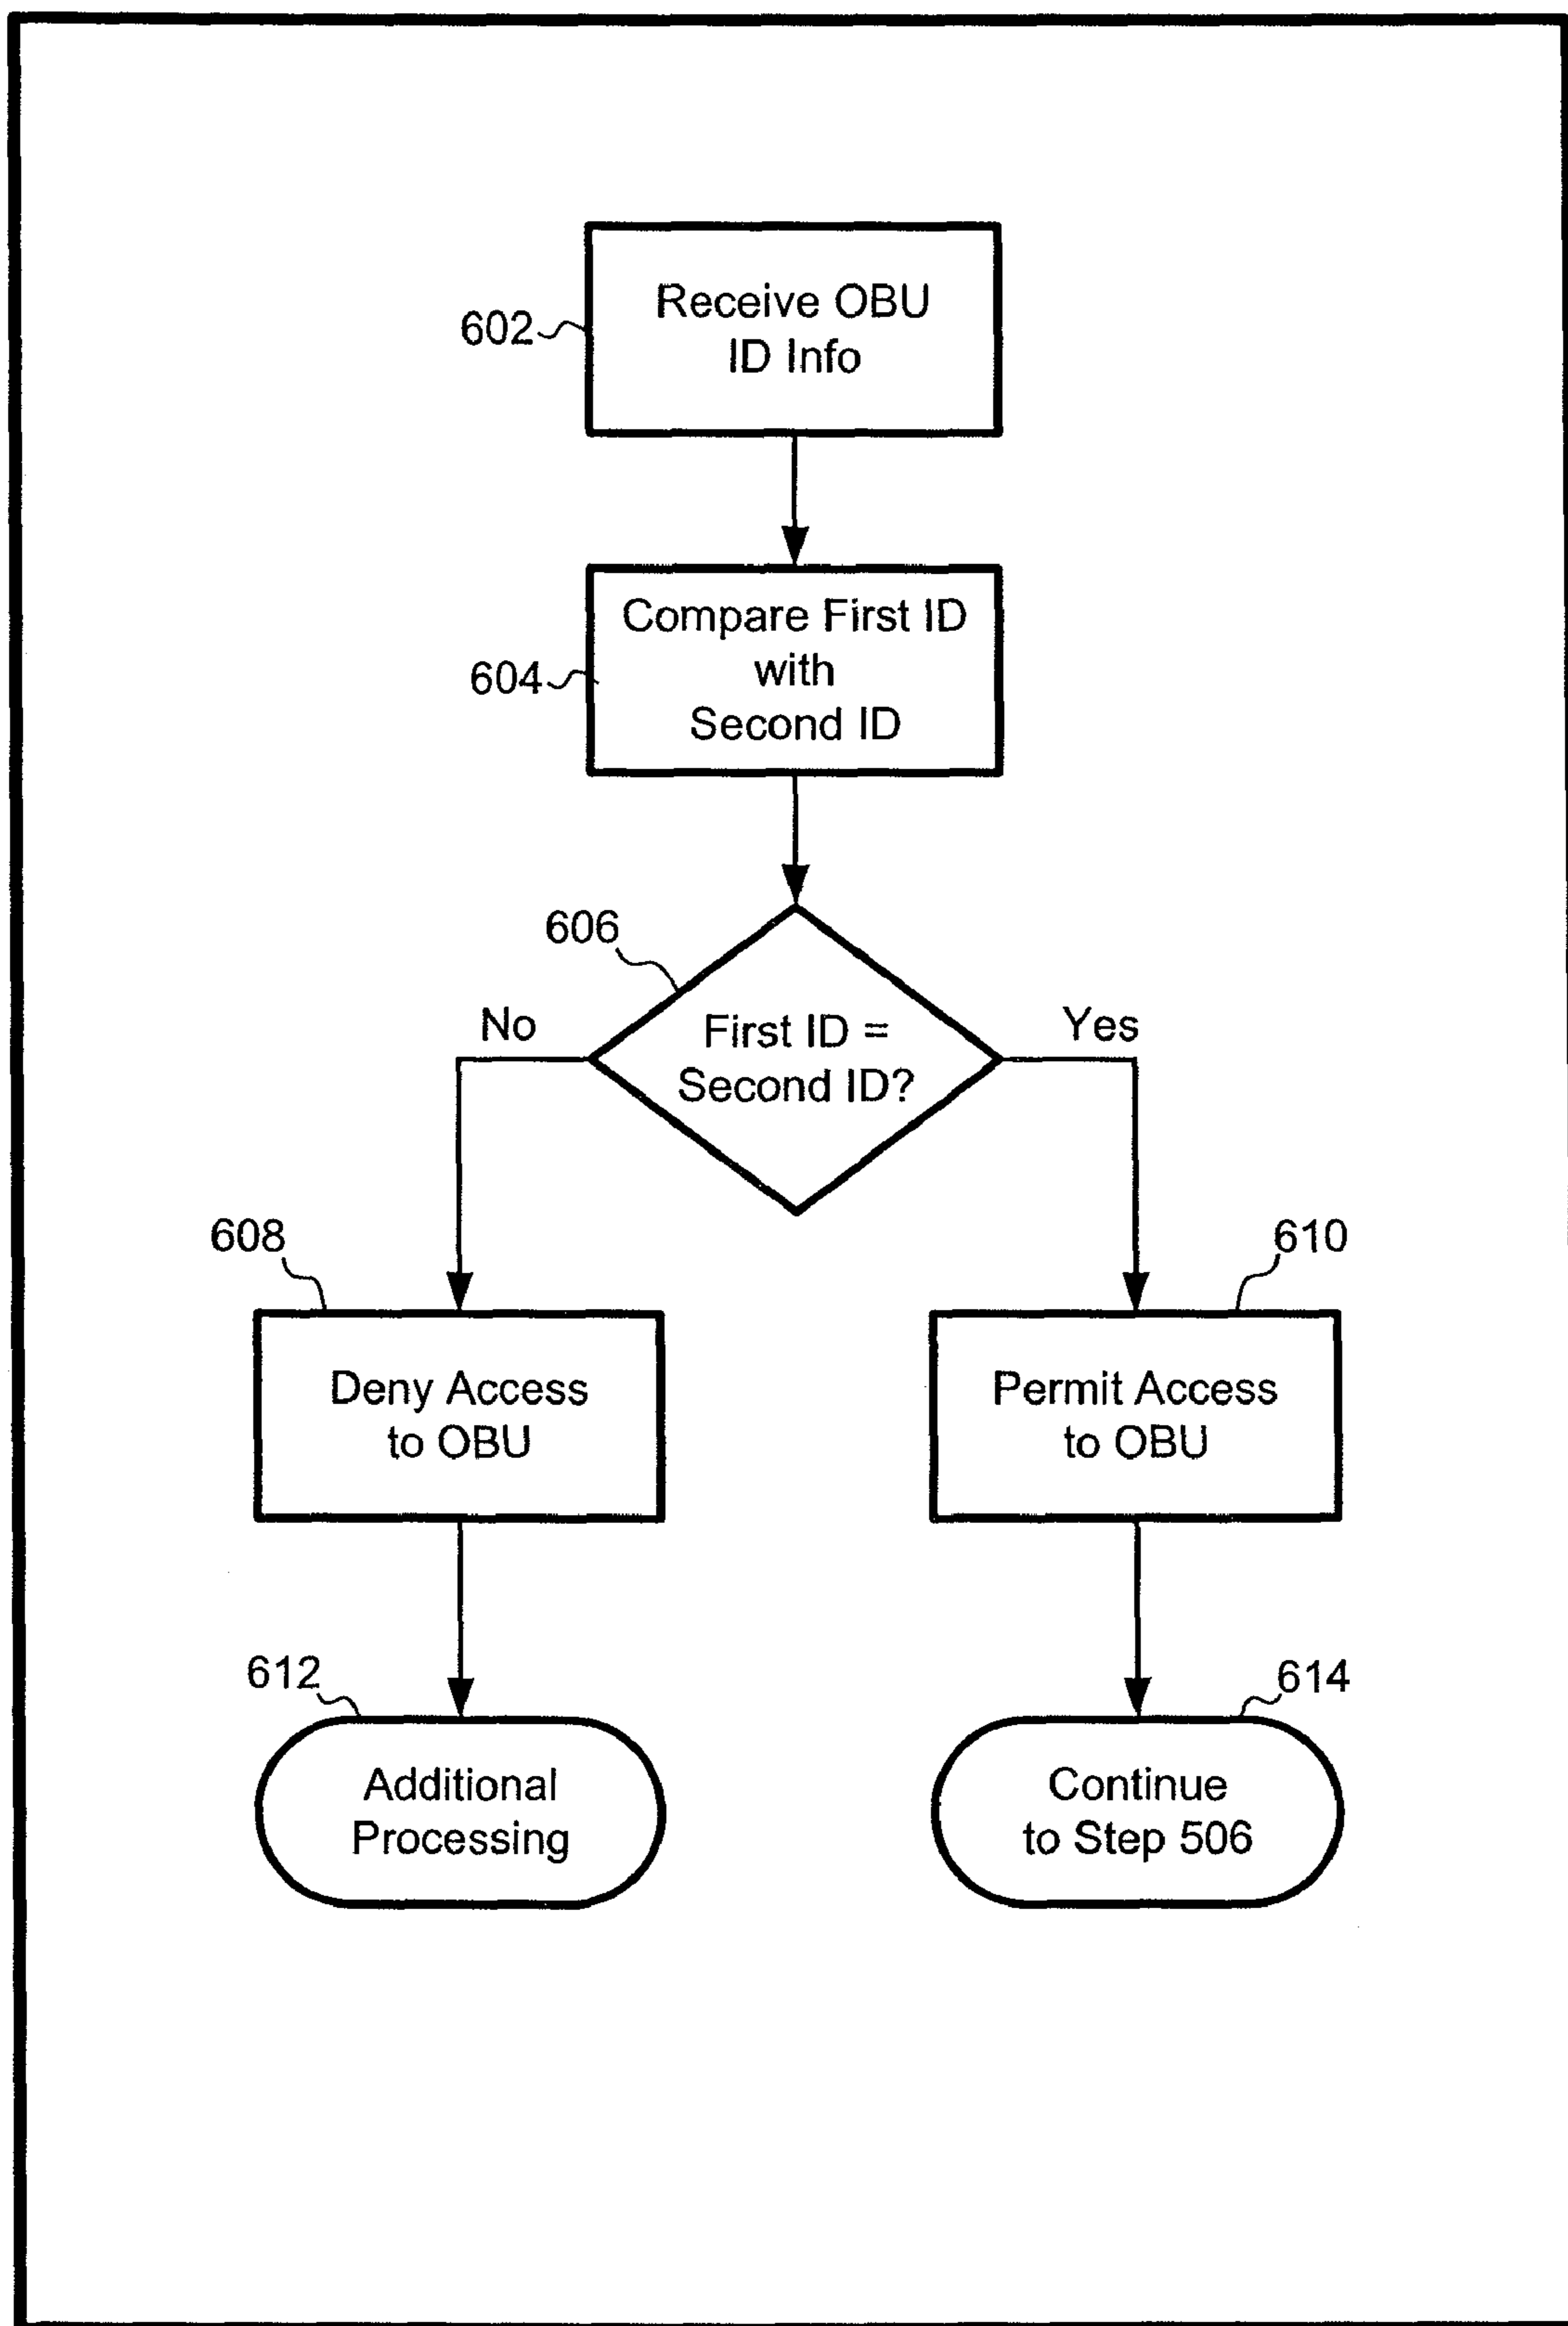 Receive OBU
ID Info
602
Compare First ID
with
Second ID
604
606
First ID =
Second ID?
No
Yes
608
610
Deny Access
to OBU
Permit Access
to OBU
612
614
Additional
Processing
Continue
to Step 506